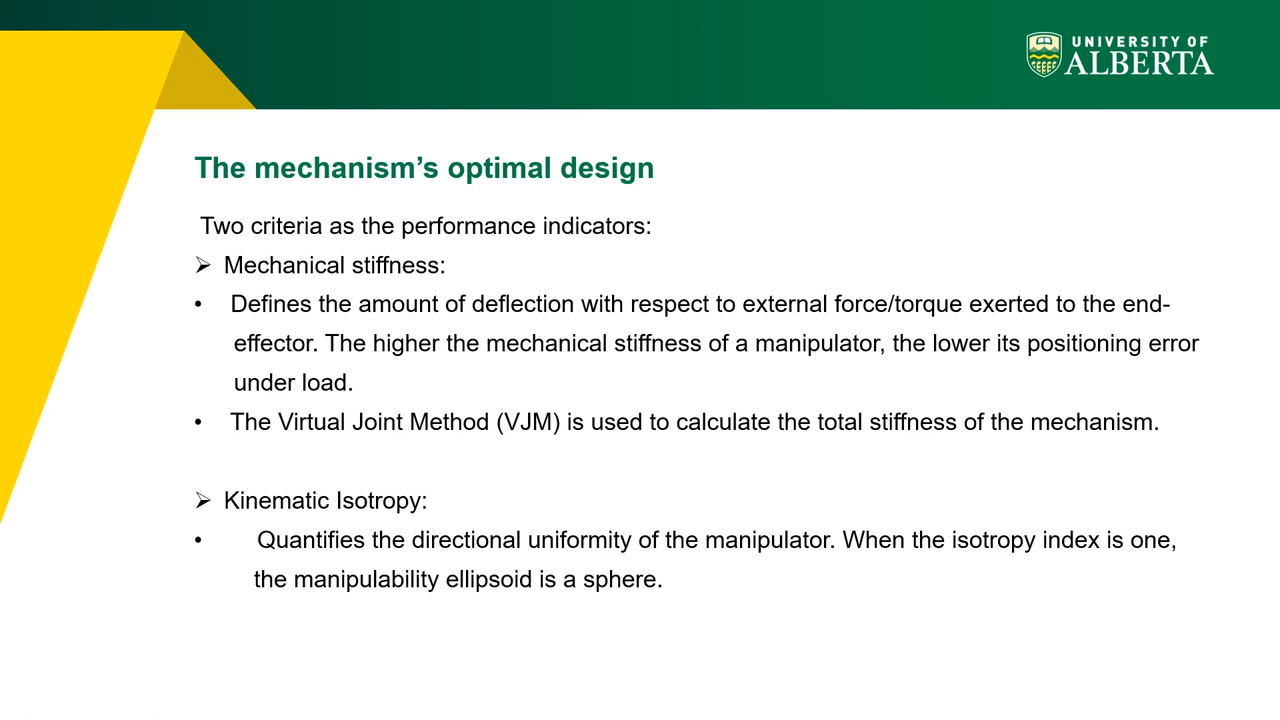 UNIVERSITY OF
ALBERTA
The mechanism’s optimal design
Two criteria as the performance indicators:
➢ Mechanical stiffness:
• Defines the amount of deflection with respect to external force/torque exerted to the end-
effector. The higher the mechanical stiffness of a manipulator, the lower its positioning error
under load.
• The Virtual Joint Method (VJM) is used to calculate the total stiffness of the mechanism.
➢ Kinematic Isotropy:
• Quantifies the directional uniformity of the manipulator. When the isotropy index is one,
the manipulability ellipsoid is a sphere.